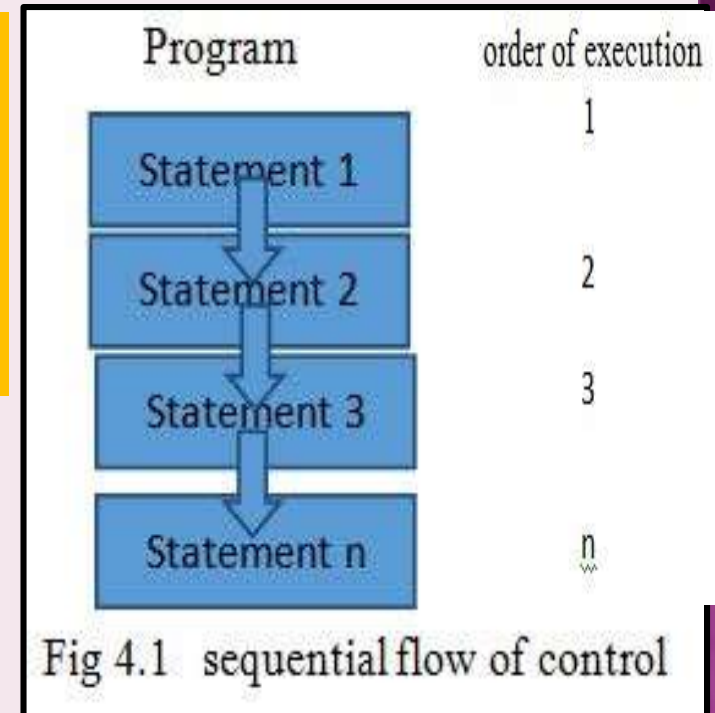 Program order of execution
Statement 1 1
Statement 2 2
Statement 3 3
Statement n n
Fig 4.1 sequential flow of control